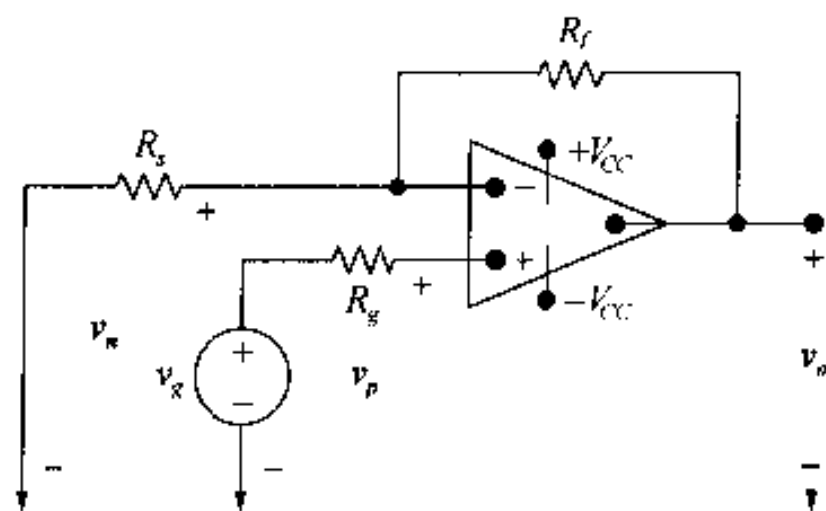 R_f
R_s
+V_CC
+
−
+
+
R_g
−V_CC
+
v_n
v_g
+
−
v_p
v_o
−
−
−